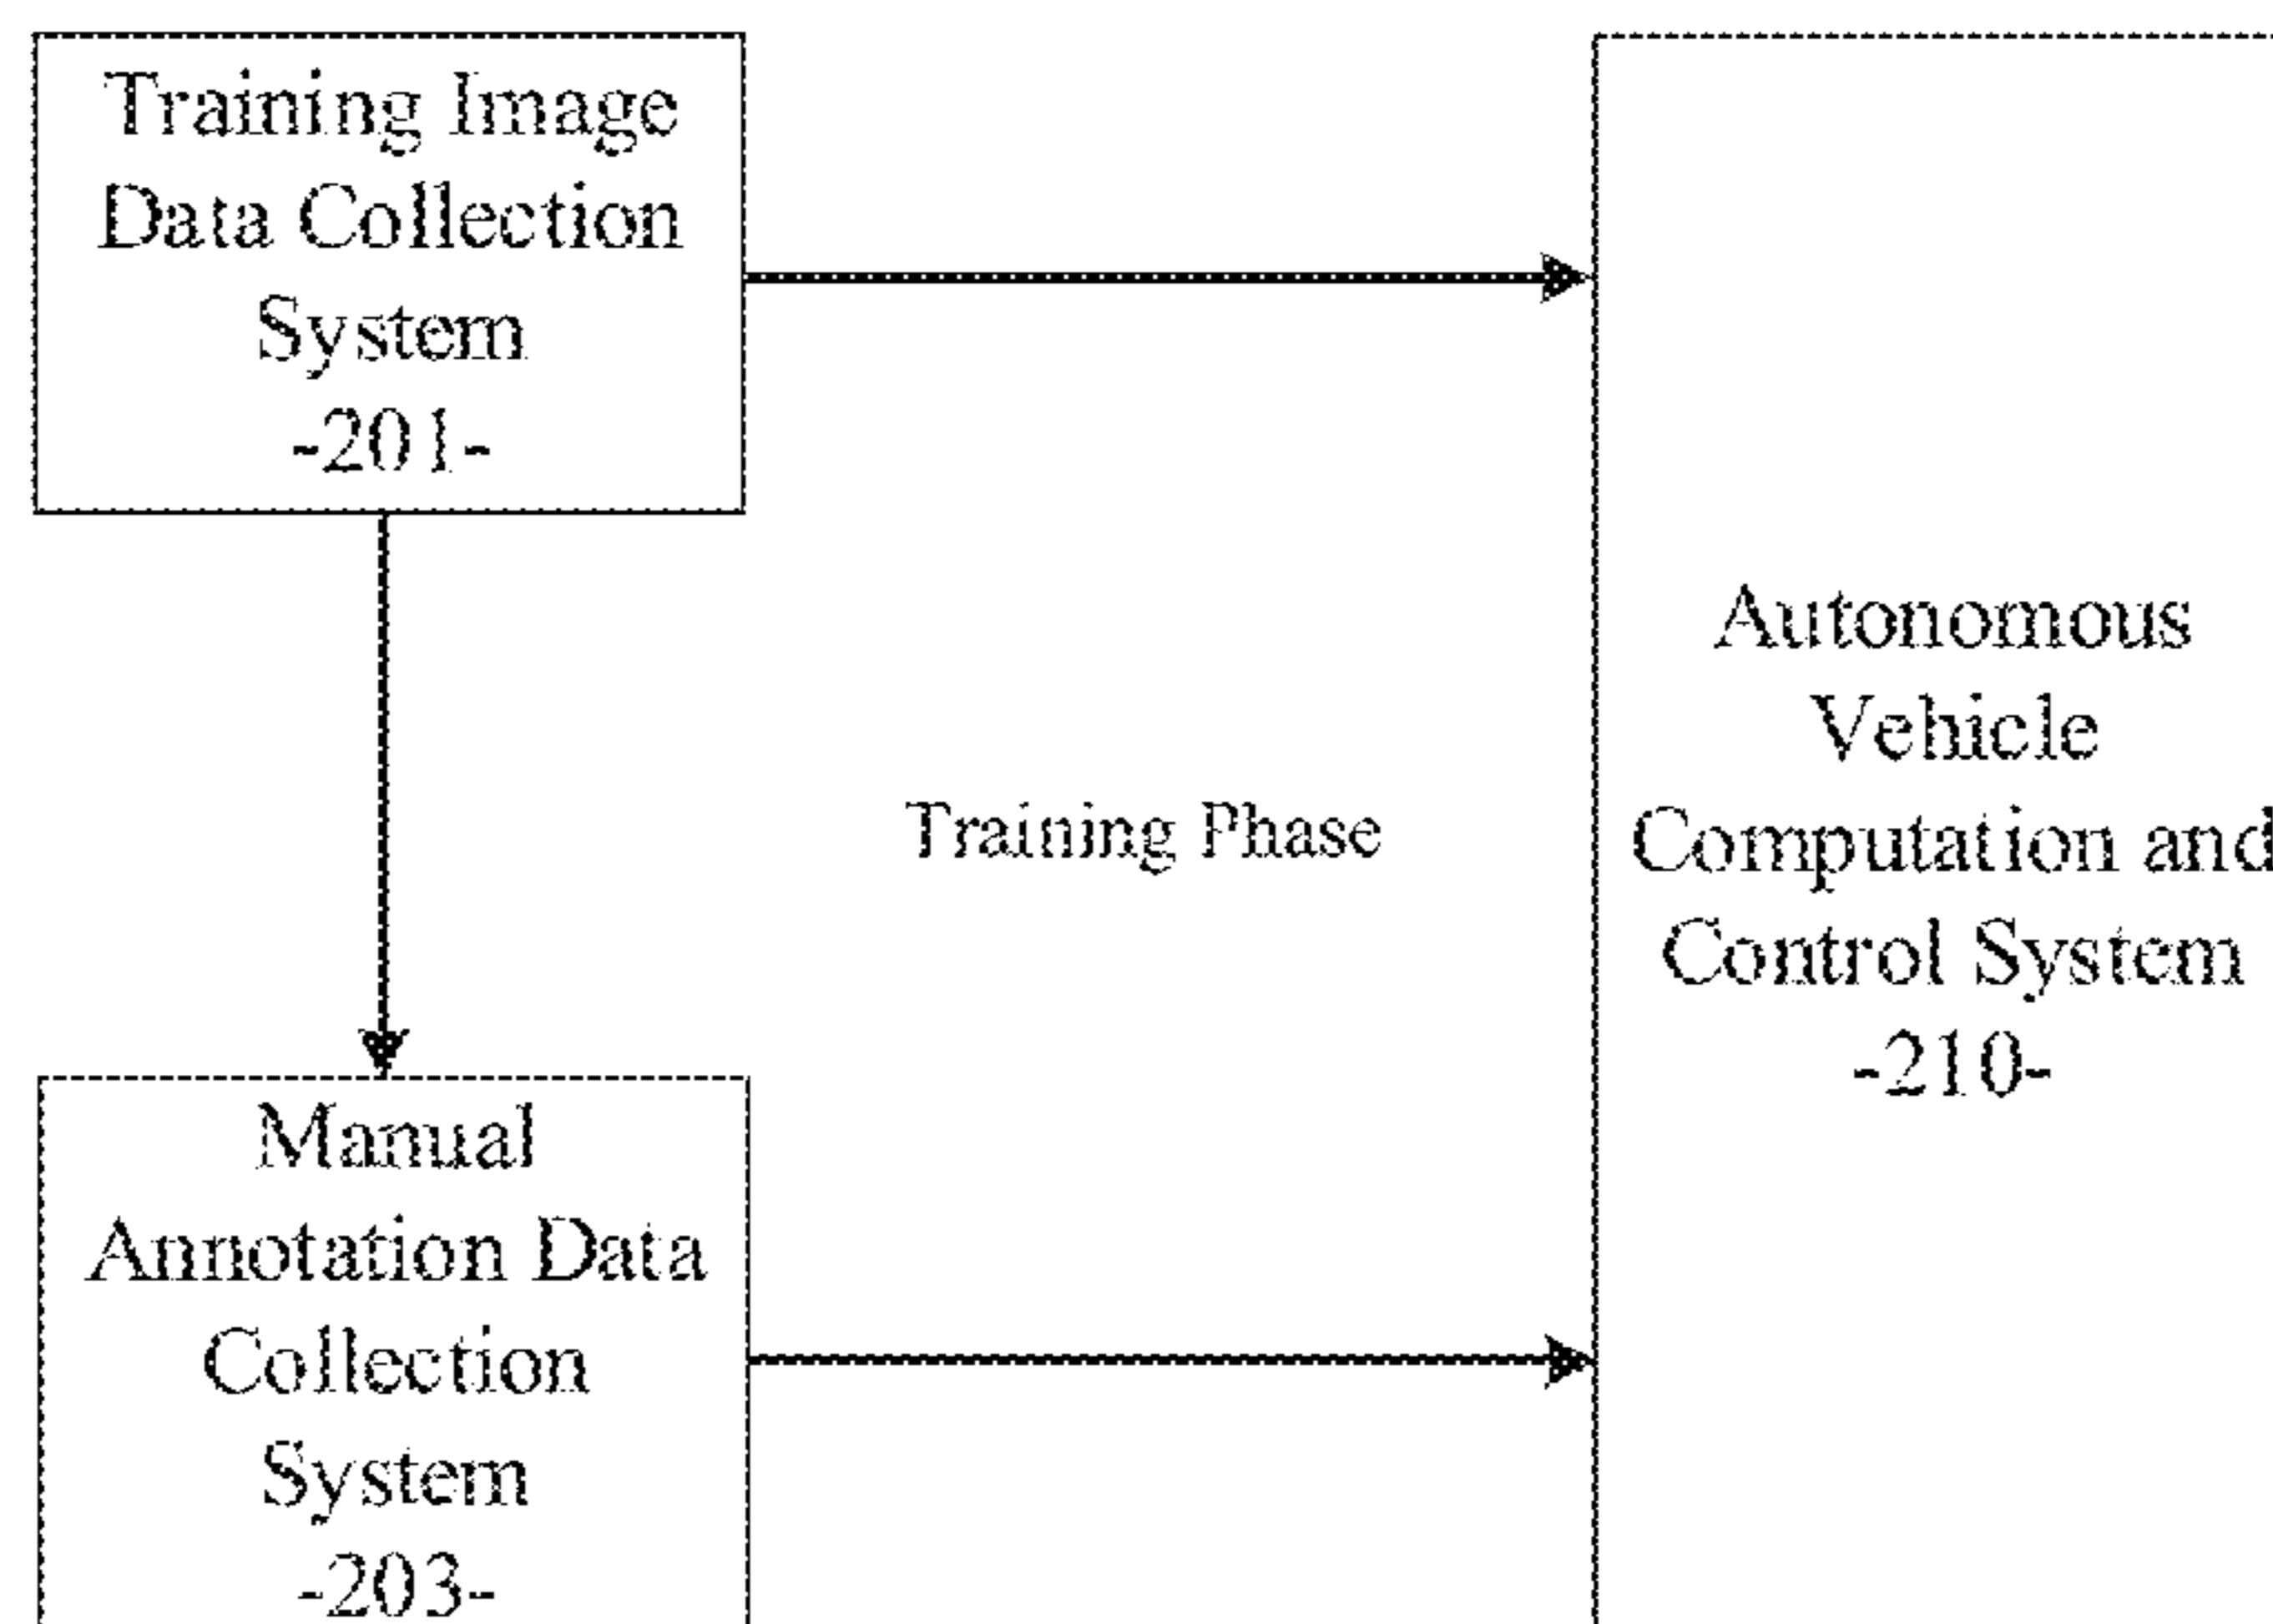 Training Image
Data Collection
System
-201-
Training Phase
Autonomous
Vehicle
Computation and
Control System
-210-
Manual
Annotation Data
Collection
System
-203-